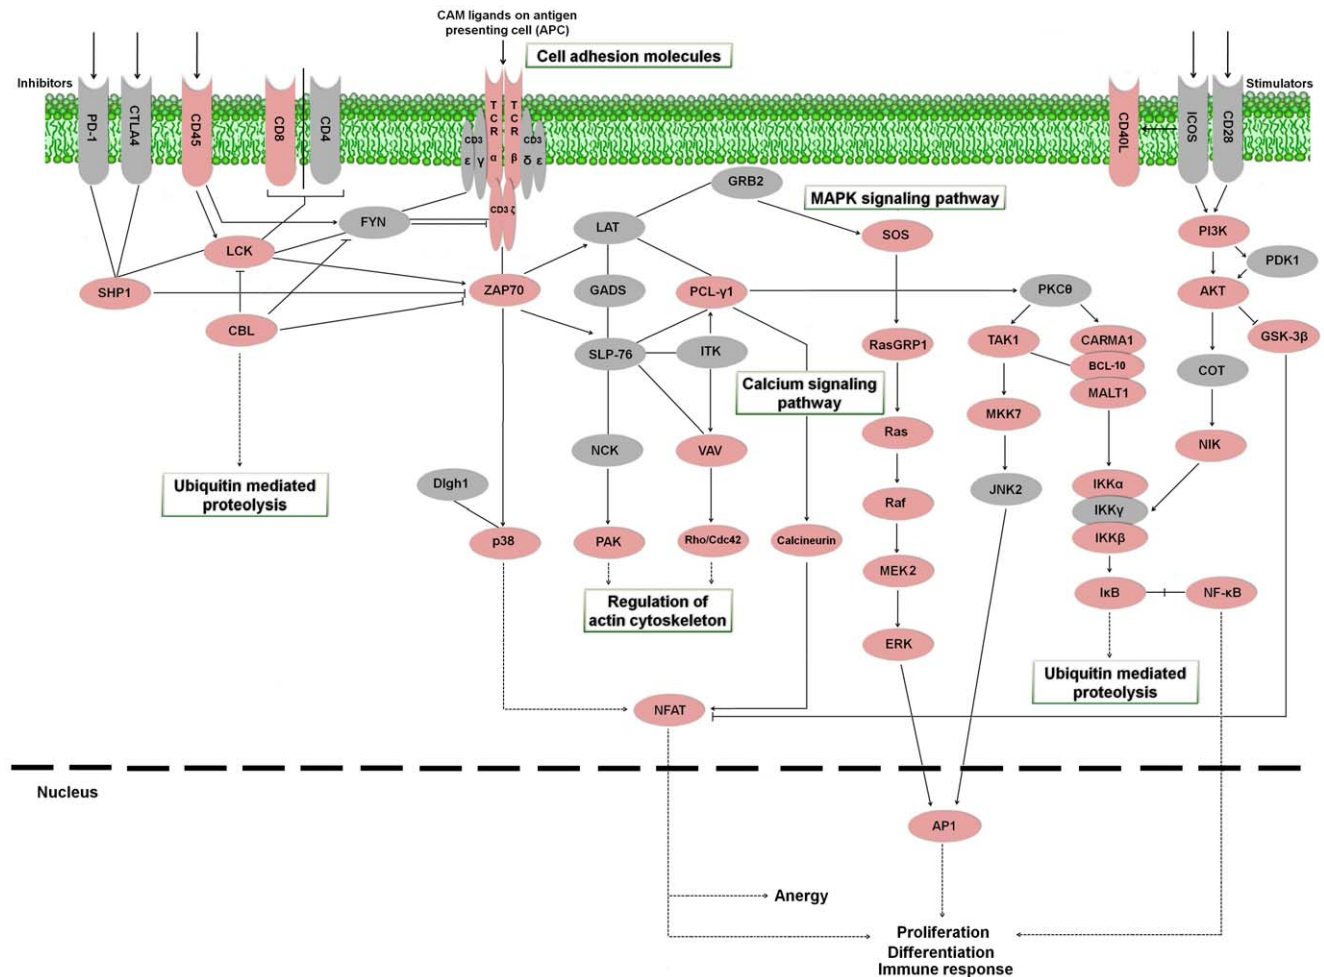 CAM ligands on antigen
presenting cell (APC)
Cell adhesion molecules
Inhibitors
Stimulators
PD-1
CTLA4
CD45
CD8
CD4
CD3
ε
γ
TCR
α
TCR
β
CD3
δ
ε
CD3 ζ
CD40L
ICOS
CD28
GRB2
MAPK signaling pathway
FYN
LAT
SOS
PI3K
LCK
PDK1
SHP1
ZAP70
GADS
PCL-γ1
PKCθ
AKT
CBL
SLP-76
ITK
RasGRP1
TAK1
CARMA1
GSK-3β
BCL-10
COT
MALT1
Calcium signaling
pathway
MKK7
Ras
NIK
NCK
VAV
Ubiquitin mediated
proteolysis
Dlgh1
JNK2
IKKα
Raf
IKKγ
p38
PAK
Rho/Cdc42
Calcineurin
IKKβ
MEK2
IκB
NF-κB
Regulation of
actin cytoskeleton
ERK
Ubiquitin mediated
proteolysis
NFAT
Nucleus
AP1
Anergy
Proliferation
Differentiation
Immune response